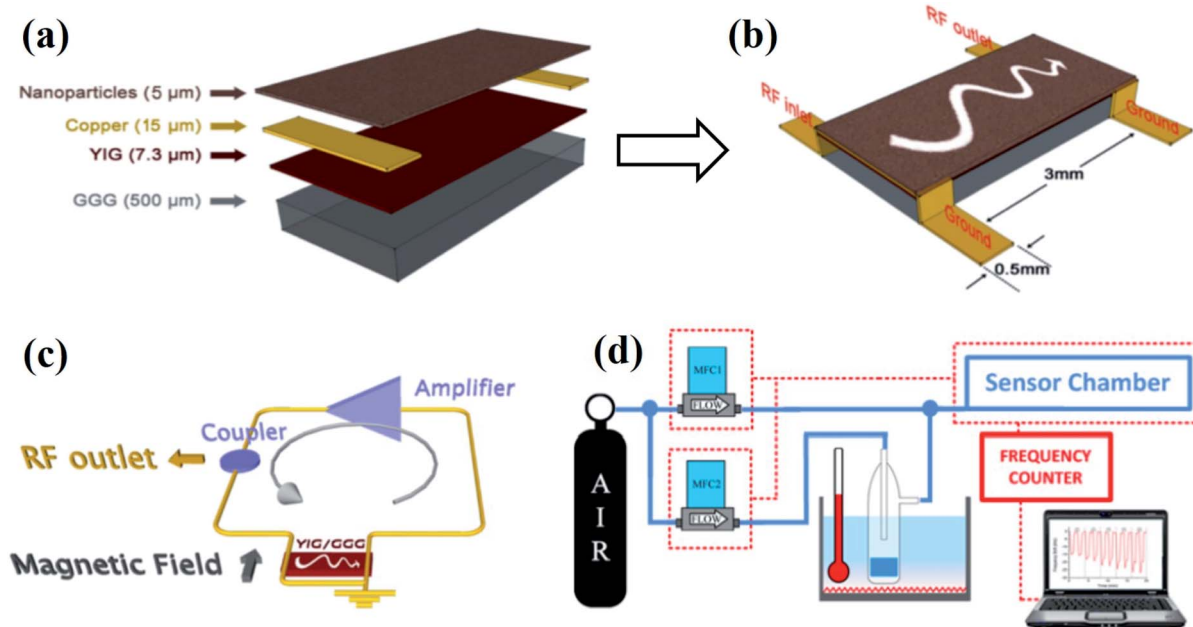 (a)
Nanoparticles (5 µm)
Copper (15 µm)
YIG (7.3 µm)
GGG (500 µm)
(b)
RF outlet
RF inlet
Ground
3mm
Ground
0.5mm
(c)
Amplifier
Coupler
RF outlet
YIG/GGG
Magnetic Field
(d)
MFC1
FLOW
Sensor Chamber
MFC2
FLOW
FREQUENCY
COUNTER
A
I
R